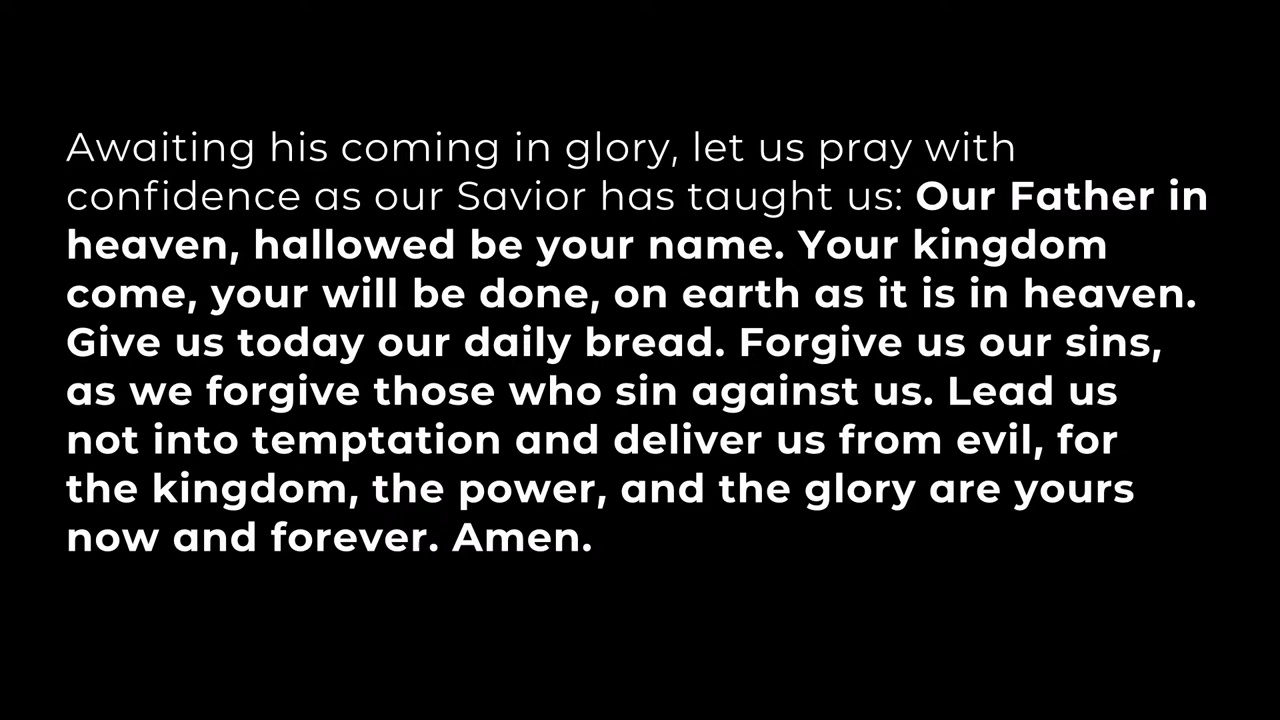 Awaiting his coming in glory, let us pray with
confidence as our Savior has taught us: Our Father in
heaven, hallowed be your name. Your kingdom
come, your will be done, on earth as it is in heaven.
Give us today our daily bread. Forgive us our sins,
as we forgive those who sin against us. Lead us
not into temptation and deliver us from evil, for
the kingdom, the power, and the glory are yours
now and forever. Amen.